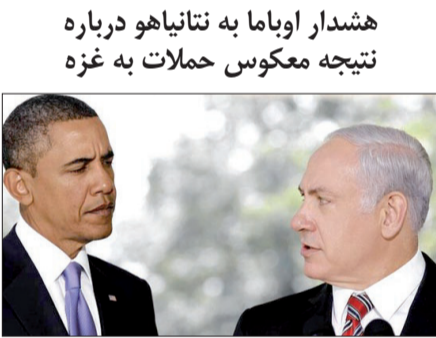 هشدار اوباما به نتانیاهو درباره
نتیجه معکوس حملات به غزه